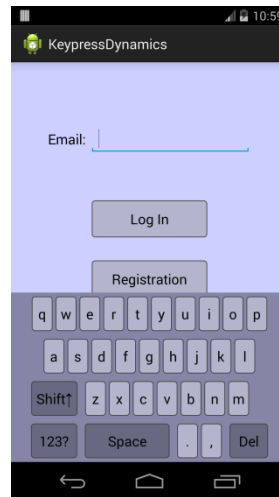 10:59
KeypressDynamics
Email:
Log In
Registration
q w e r t y u i o p
a s d f g h j k l
Shift↑ z x c v b n m
123? Space . , Del